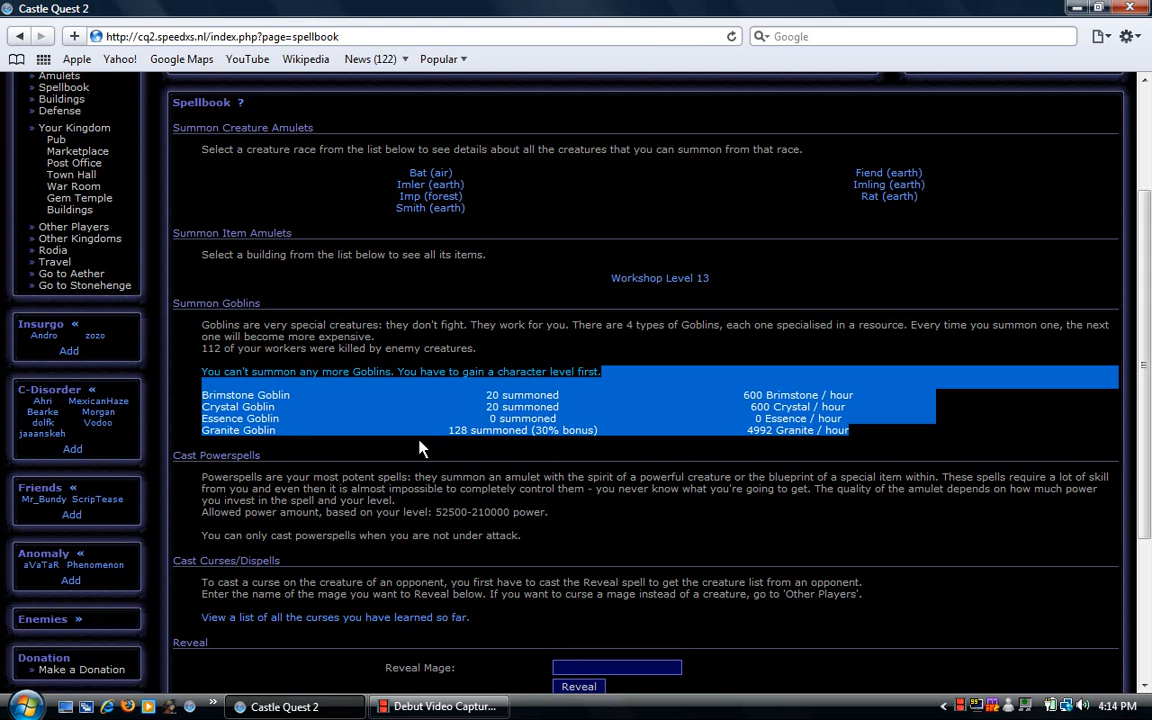 Castle Quest 2
http://cq2.speedxs.nl/index.php?page=spellbook
Google
Apple Yahoo! Google Maps YouTube Wikipedia News (122) Popular
» Amulets
» Spellbook
» Buildings
» Defense
» Your Kingdom
Pub
Marketplace
Post Office
Town Hall
War Room
Gem Temple
Buildings
» Other Players
» Other Kingdoms
» Rodia
» Travel
» Go to Aether
» Go to Stonehenge
Insurgo «
Andro zozo
Add
C-Disorder «
Ahri MexicanHaze
Bearke Morgan
dolfk Vodoo
jaaanskeh
Add
Friends «
Mr_Bundy ScripTease
Add
Anomaly «
aVaTaR Phenomenon
Add
Enemies »
Donation
» Make a Donation
Spellbook ?
Summon Creature Amulets
Select a creature race from the list below to see details about all the creatures that you can summon from that race.
Bat (air) Fiend (earth)
Imler (earth) Imling (earth)
Imp (forest) Rat (earth)
Smith (earth)
Summon Item Amulets
Select a building from the list below to see all its items.
Workshop Level 13
Summon Goblins
Goblins are very special creatures: they don't fight. They work for you. There are 4 types of Goblins, each one specialised in a resource. Every time you summon one, the next
one will become more expensive.
112 of your workers were killed by enemy creatures.
You can't summon any more Goblins. You have to gain a character level first.
Brimstone Goblin 20 summoned 600 Brimstone / hour
Crystal Goblin 20 summoned 600 Crystal / hour
Essence Goblin 0 summoned 0 Essence / hour
Granite Goblin 128 summoned (30% bonus) 4992 Granite / hour
Cast Powerspells
Powerspells are your most potent spells: they summon an amulet with the spirit of a powerful creature or the blueprint of a special item within. These spells require a lot of skill
from you and even then it is almost impossible to completely control them - you never know what you're going to get. The quality of the amulet depends on how much power
you invest in the spell and your level.
Allowed power amount, based on your level: 52500-210000 power.
You can only cast powerspells when you are not under attack.
Cast Curses/Dispells
To cast a curse on the creature of an opponent, you first have to cast the Reveal spell to get the creature list from an opponent.
Enter the name of the mage you want to Reveal below. If you want to curse a mage instead of a creature, go to 'Other Players'.
View a list of all the curses you have learned so far.
Reveal
Reveal Mage:
Reveal
Castle Quest 2
Debut Video Captur...
4:14 PM